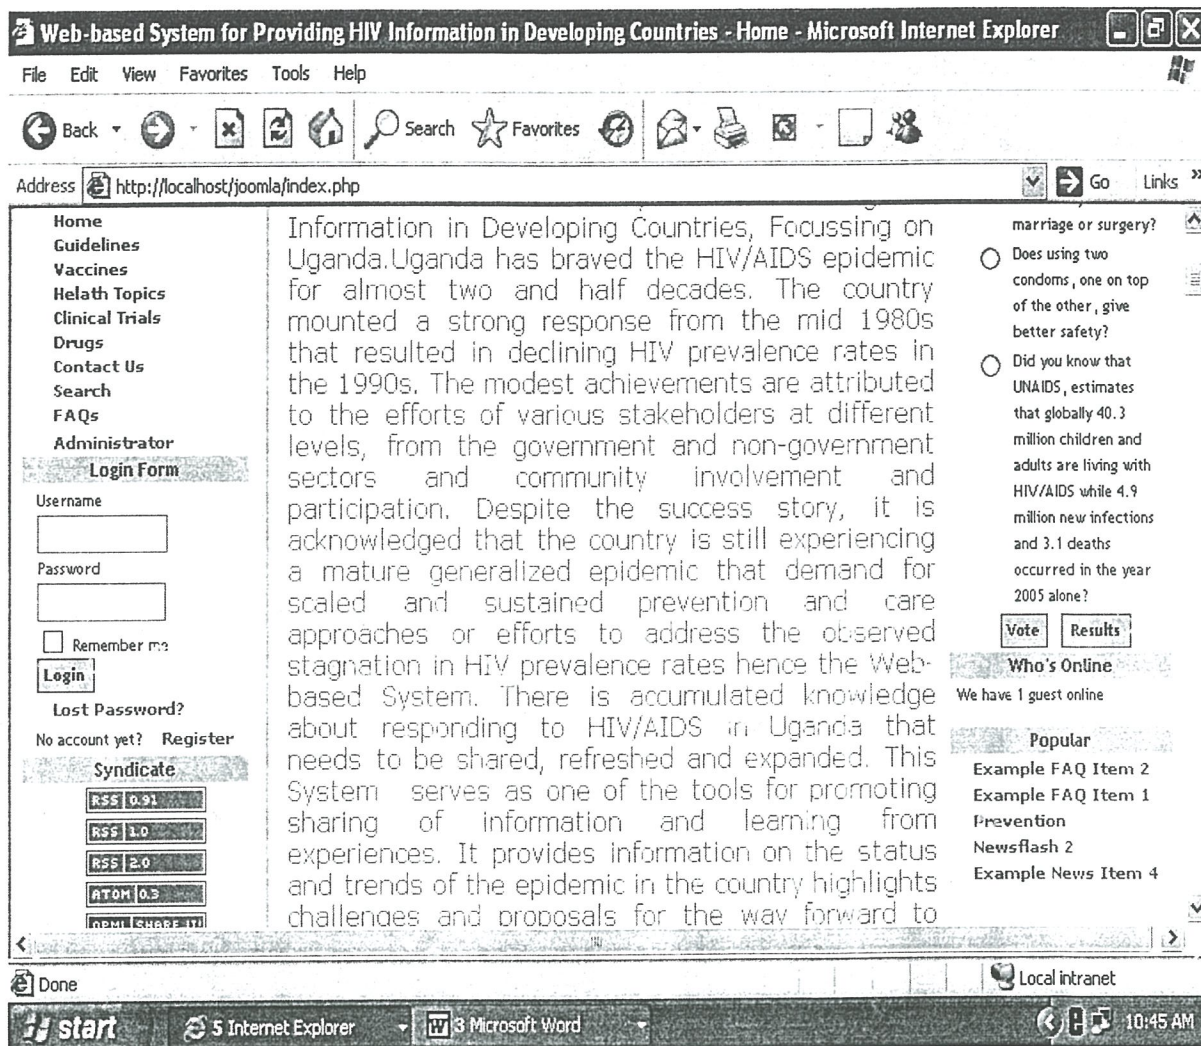 Web-based System for Providing HIV Information in Developing Countries - Home - Microsoft Internet Explorer
File Edit View Favorites Tools Help
Back Search Favorites
Address http://localhost/joomla/index.php Go Links »
Home
Guidelines
Vaccines
Helath Topics
Clinical Trials
Drugs
Contact Us
Search
FAQs
Administrator
Login Form
Username
Password
Remember me
Login
Lost Password?
No account yet? Register
Syndicate
RSS 0.91
RSS 1.0
RSS 2.0
ATOM 0.3
OPML SHARE IT!
Information in Developing Countries, Focussing on
Uganda.Uganda has braved the HIV/AIDS epidemic
for almost two and half decades. The country
mounted a strong response from the mid 1980s
that resulted in declining HIV prevalence rates in
the 1990s. The modest achievements are attributed
to the efforts of various stakeholders at different
levels, from the government and non-government
sectors and community involvement and
participation. Despite the success story, it is
acknowledged that the country is still experiencing
a mature generalized epidemic that demand for
scaled and sustained prevention and care
approaches or efforts to address the observed
stagnation in HIV prevalence rates hence the Web-
based System. There is accumulated knowledge
about responding to HIV/AIDS in Uganda that
needs to be shared, refreshed and expanded. This
System serves as one of the tools for promoting
sharing of information and learning from
experiences. It provides information on the status
and trends of the epidemic in the country highlights
challenges and proposals for the way forward to
marriage or surgery?
Does using two
condoms, one on top
of the other, give
better safety?
Did you know that
UNAIDS, estimates
that globally 40.3
million children and
adults are living with
HIV/AIDS while 4.9
million new infections
and 3.1 deaths
occurred in the year
2005 alone?
Vote Results
Who's Online
We have 1 guest online
Popular
Example FAQ Item 2
Example FAQ Item 1
Prevention
Newsflash 2
Example News Item 4
Done Local intranet
start 5 Internet Explorer 3 Microsoft Word 10:45 AM